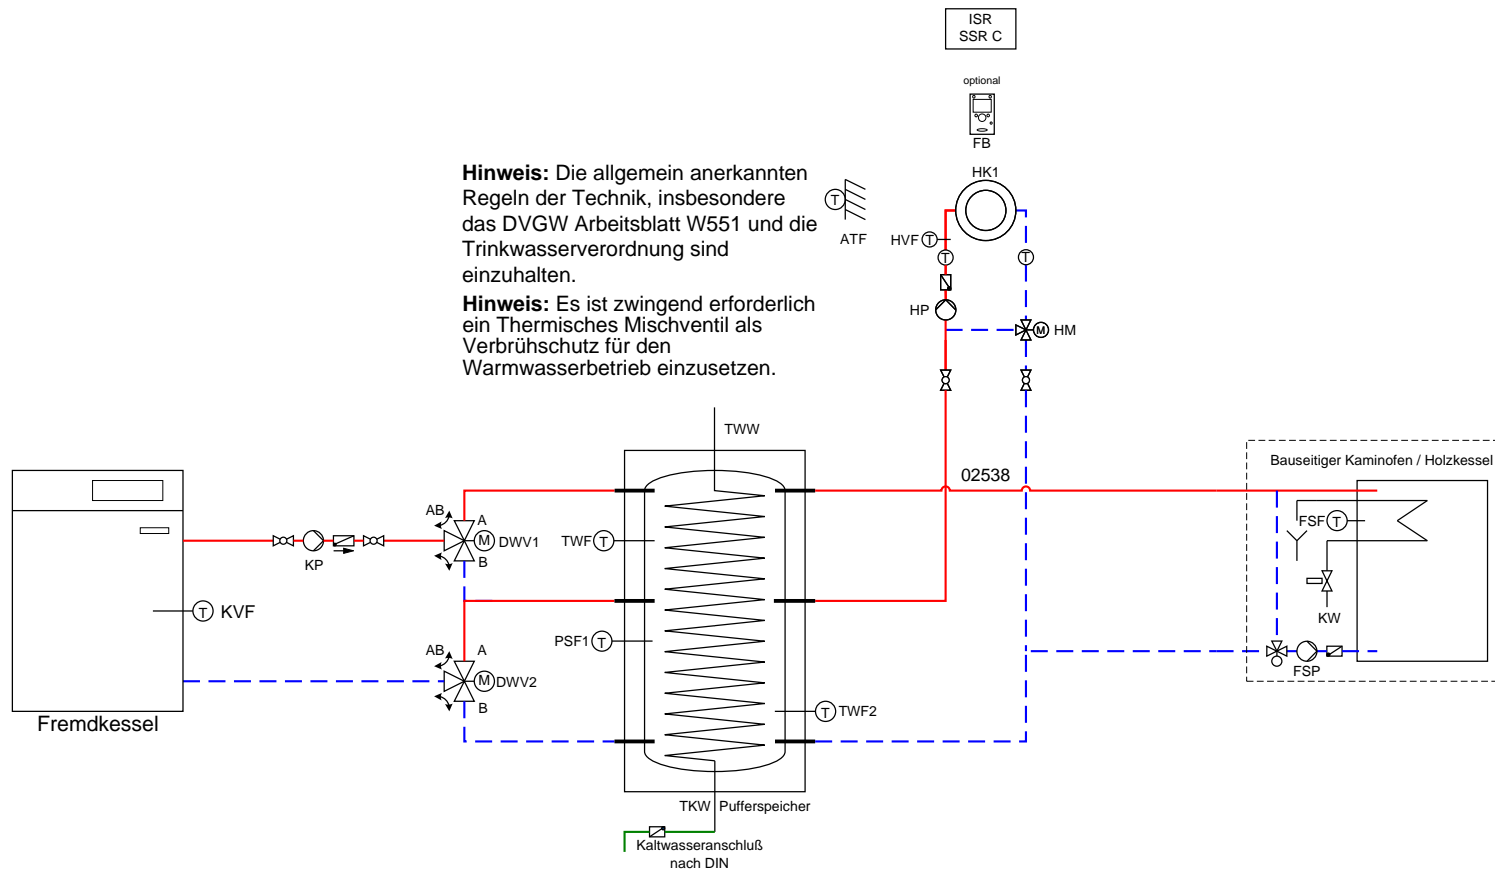 ISR
SSR C
optional
FB
HK1
Hinweis: Die allgemein anerkannten
Regeln der Technik, insbesondere
das DVGW Arbeitsblatt W551 und die
Trinkwasserverordnung sind
einzuhalten.
Hinweis: Es ist zwingend erforderlich
ein Thermisches Mischventil als
Verbrühschutz für den
Warmwasserbetrieb einzusetzen.
T
ATF
HVF T
T
T
HP
M HM
TWW
02538
Bauseitiger Kaminofen / Holzkessel
AB
A
M DWV1
B
KP
TWF T
FSF T
KW
T KVF
PSF1 T
AB
A
M DWV2
B
FSP
T TWF2
Fremdkessel
TKW
Pufferspeicher
Kaltwasseranschluß
nach DIN